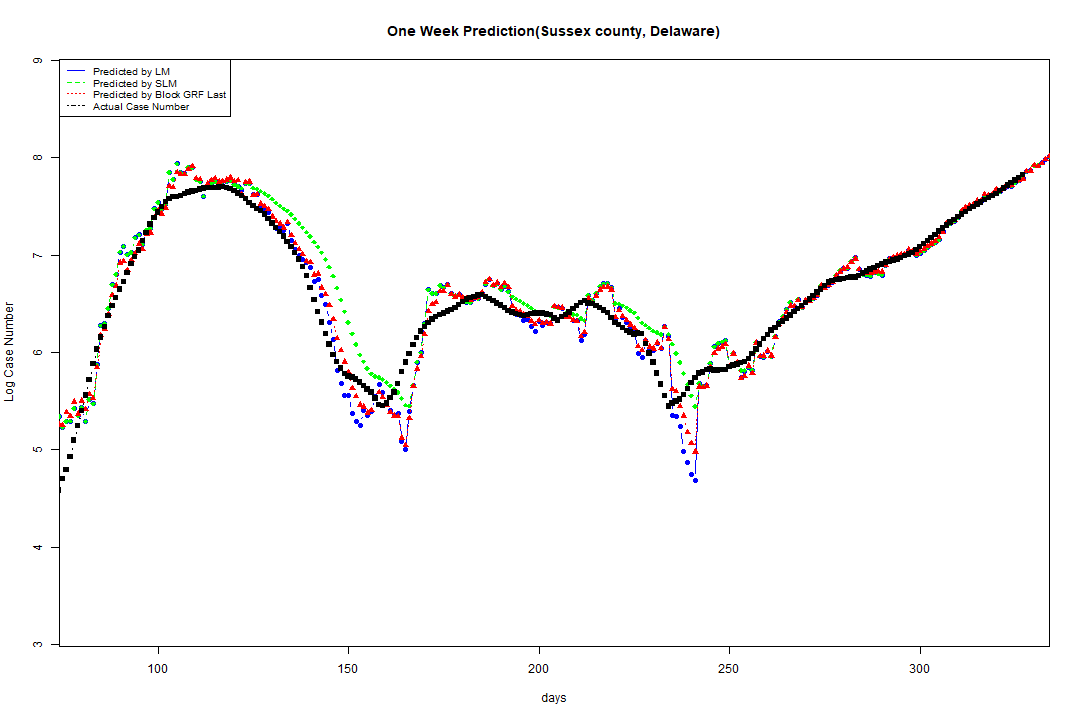 One Week Prediction(Sussex county, Delaware)
Predicted by LM
Predicted by SLM
Predicted by Block GRF Last
Actual Case Number
Log Case Number
9
8
7
6
5
4
3
100 150 200 250 300
days